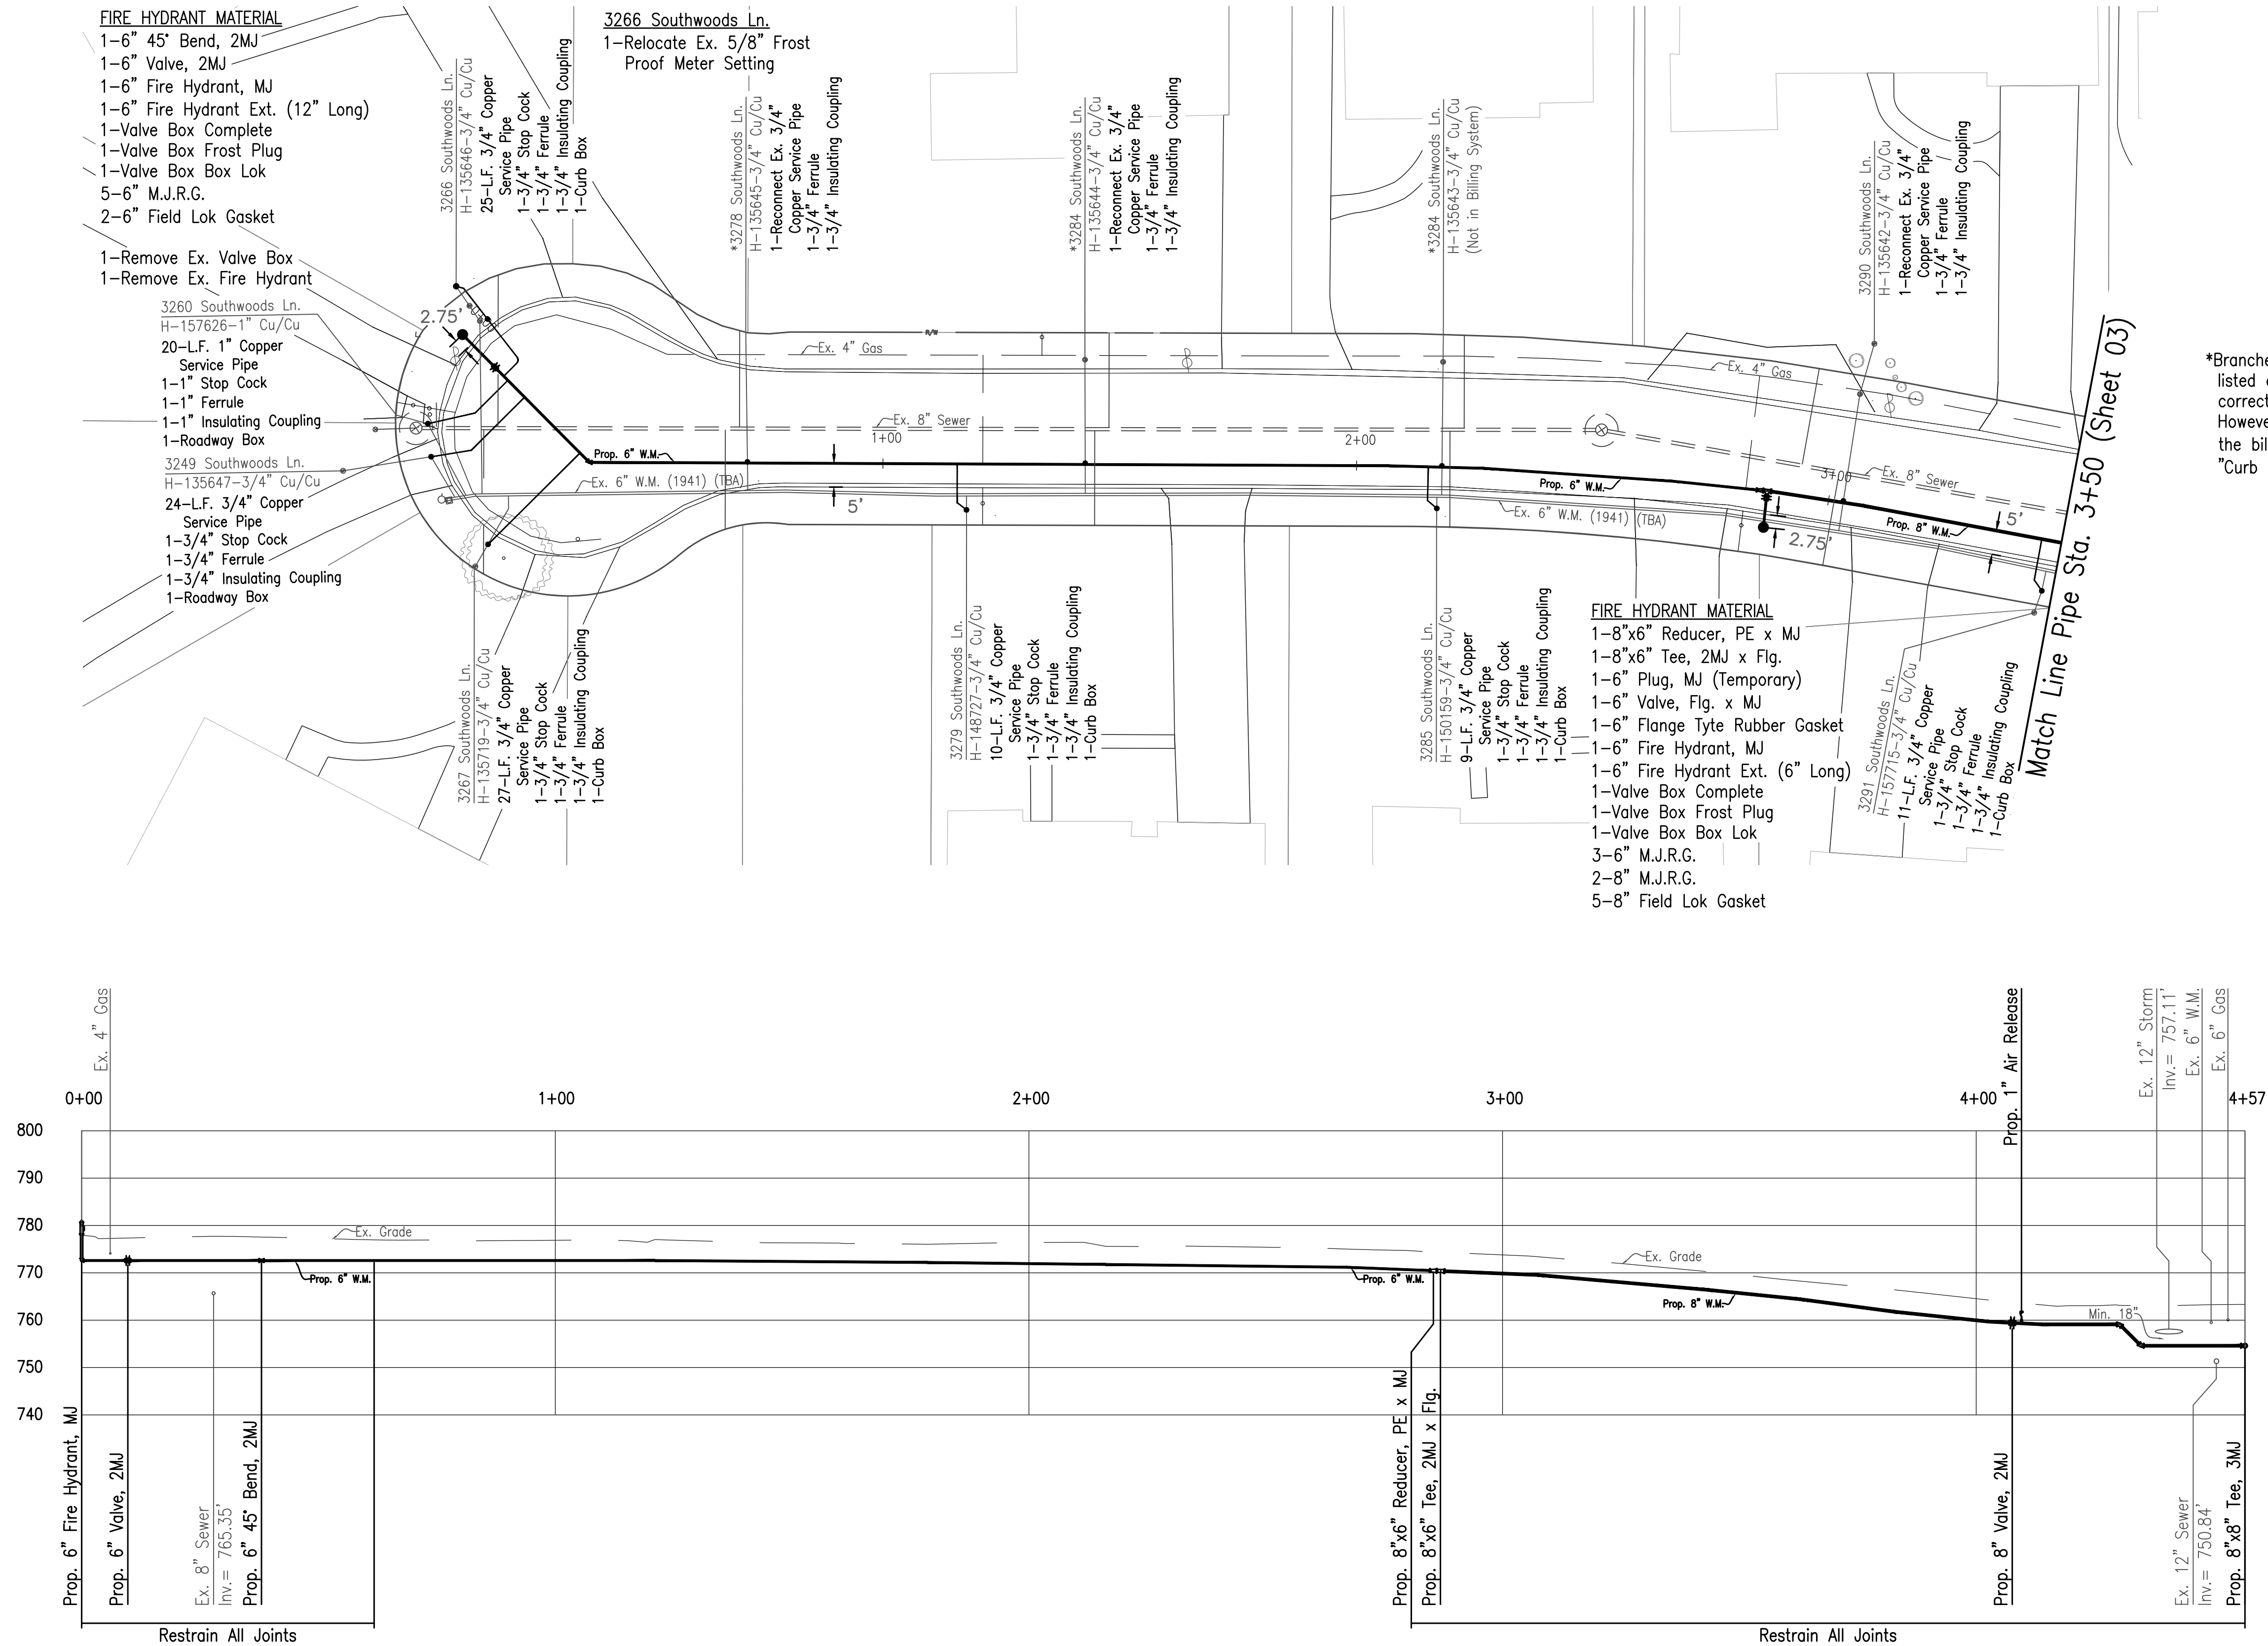 FIRE HYDRANT MATERIAL
1-6" 45° Bend, 2MJ
1-6" Valve, 2MJ
1-6" Fire Hydrant, MJ
1-6" Fire Hydrant Ext. (12" Long)
1-Valve Box Complete
1-Valve Box Frost Plug
1-Valve Box Box Lok
5-6" M.J.R.G.
2-6" Field Lok Gasket
1-Remove Ex. Valve Box
1-Remove Ex. Fire Hydrant
3260 Southwoods Ln.
H-157626-1" Cu/Cu
20-L.F. 1" Copper
Service Pipe
1-1" Stop Cock
1-1" Ferrule
1-1" Insulating Coupling
1-Roadway Box
3249 Southwoods Ln.
H-135647-3/4" Cu/Cu
24-L.F. 3/4" Copper
Service Pipe
1-3/4" Stop Cock
1-3/4" Ferrule
1-3/4" Insulating Coupling
1-Roadway Box
3266 Southwoods Ln.
1-Relocate Ex. 5/8" Frost
Proof Meter Setting
3266 Southwoods Ln.
H-135646-3/4" Cu/Cu
25-L.F. 3/4" Copper
Service Pipe
1-3/4" Stop Cock
1-3/4" Ferrule
1-3/4" Insulating Coupling
1-Curb Box
*3278 Southwoods Ln.
H-135645-3/4" Cu/Cu
1-Reconnect Ex. 3/4"
Copper Service Pipe
1-3/4" Ferrule
1-3/4" Insulating Coupling
*3284 Southwoods Ln.
H-135644-3/4" Cu/Cu
1-Reconnect Ex. 3/4"
Copper Service Pipe
1-3/4" Ferrule
1-3/4" Insulating Coupling
*3284 Southwoods Ln.
H-135643-3/4" Cu/Cu
(Not in Billing System)
3290 Southwoods Ln.
H-135642-3/4" Cu/Cu
1-Reconnect Ex. 3/4"
Copper Service Pipe
1-3/4" Ferrule
1-3/4" Insulating Coupling
2.75'
R/W
Ex. 4" Gas
Ex. 4" Gas
Ex. 8" Sewer
1+00
2+00
3+00
Ex. 8" Sewer
Prop. 6" W.M.
Ex. 6" W.M. (1941) (TBA)
5'
Prop. 6" W.M.
Ex. 6" W.M. (1941) (TBA)
Prop. 8" W.M.
5'
2.75'
Match Line Pipe Sta. 3+50 (Sheet 03)
*Branche
listed
correct
Howeve
the bil
"Curb
3267 Southwoods Ln.
H-135719-3/4" Cu/Cu
27-L.F. 3/4" Copper
Service Pipe
1-3/4" Stop Cock
1-3/4" Ferrule
1-3/4" Insulating Coupling
1-Curb Box
3279 Southwoods Ln.
H-148727-3/4" Cu/Cu
10-L.F. 3/4" Copper
Service Pipe
1-3/4" Stop Cock
1-3/4" Ferrule
1-3/4" Insulating Coupling
1-Curb Box
3285 Southwoods Ln.
H-150159-3/4" Cu/Cu
9-L.F. 3/4" Copper
Service Pipe
1-3/4" Stop Cock
1-3/4" Ferrule
1-3/4" Insulating Coupling
1-Curb Box
FIRE HYDRANT MATERIAL
1-8"x6" Reducer, PE x MJ
1-8"x6" Tee, 2MJ x Flg.
1-6" Plug, MJ (Temporary)
1-6" Valve, Flg. x MJ
1-6" Flange Tyte Rubber Gasket
1-6" Fire Hydrant, MJ
1-6" Fire Hydrant Ext. (6" Long)
1-Valve Box Complete
1-Valve Box Frost Plug
1-Valve Box Box Lok
3-6" M.J.R.G.
2-8" M.J.R.G.
5-8" Field Lok Gasket
3291 Southwoods Ln.
H-157715-3/4" Cu/Cu
11-L.F. 3/4" Copper
Service Pipe
1-3/4" Stop Cock
1-3/4" Ferrule
1-3/4" Insulating Coupling
1-Curb Box
Ex. 4" Gas
Prop. 1" Air Release
Ex. 12" Storm
Inv.= 757.11'
Ex. 6" W.M.
Ex. 6" Gas
0+00
1+00
2+00
3+00
4+00
4+57
800
790
780
770
760
750
740
Ex. Grade
Ex. Grade
Prop. 6" W.M.
Prop. 6" W.M.
Prop. 8" W.M.
Min. 18"
Prop. 6" Fire Hydrant, MJ
Prop. 6" Valve, 2MJ
Ex. 8" Sewer
Inv.= 765.35'
Prop. 6" 45° Bend, 2MJ
Prop. 8"x6" Reducer, PE x MJ
Prop. 8"x6" Tee, 2MJ x Flg.
Prop. 8" Valve, 2MJ
Ex. 12" Sewer
Inv.= 750.84'
Prop. 8"x8" Tee, 3MJ
Restrain All Joints
Restrain All Joints